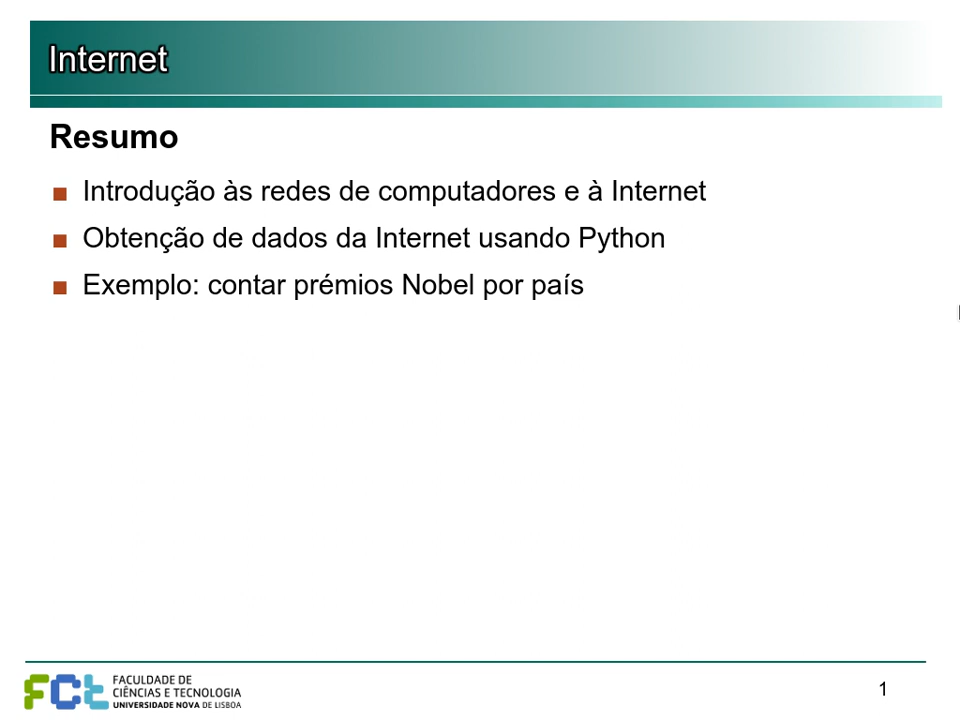 Internet
Resumo
Introdução às redes de computadores e à Internet
Obtenção de dados da Internet usando Python
Exemplo: contar prémios Nobel por país
FCt
FACULDADE DE
CIÊNCIAS E TECNOLOGIA
UNIVERSIDADE NOVA DE LISBOA
1